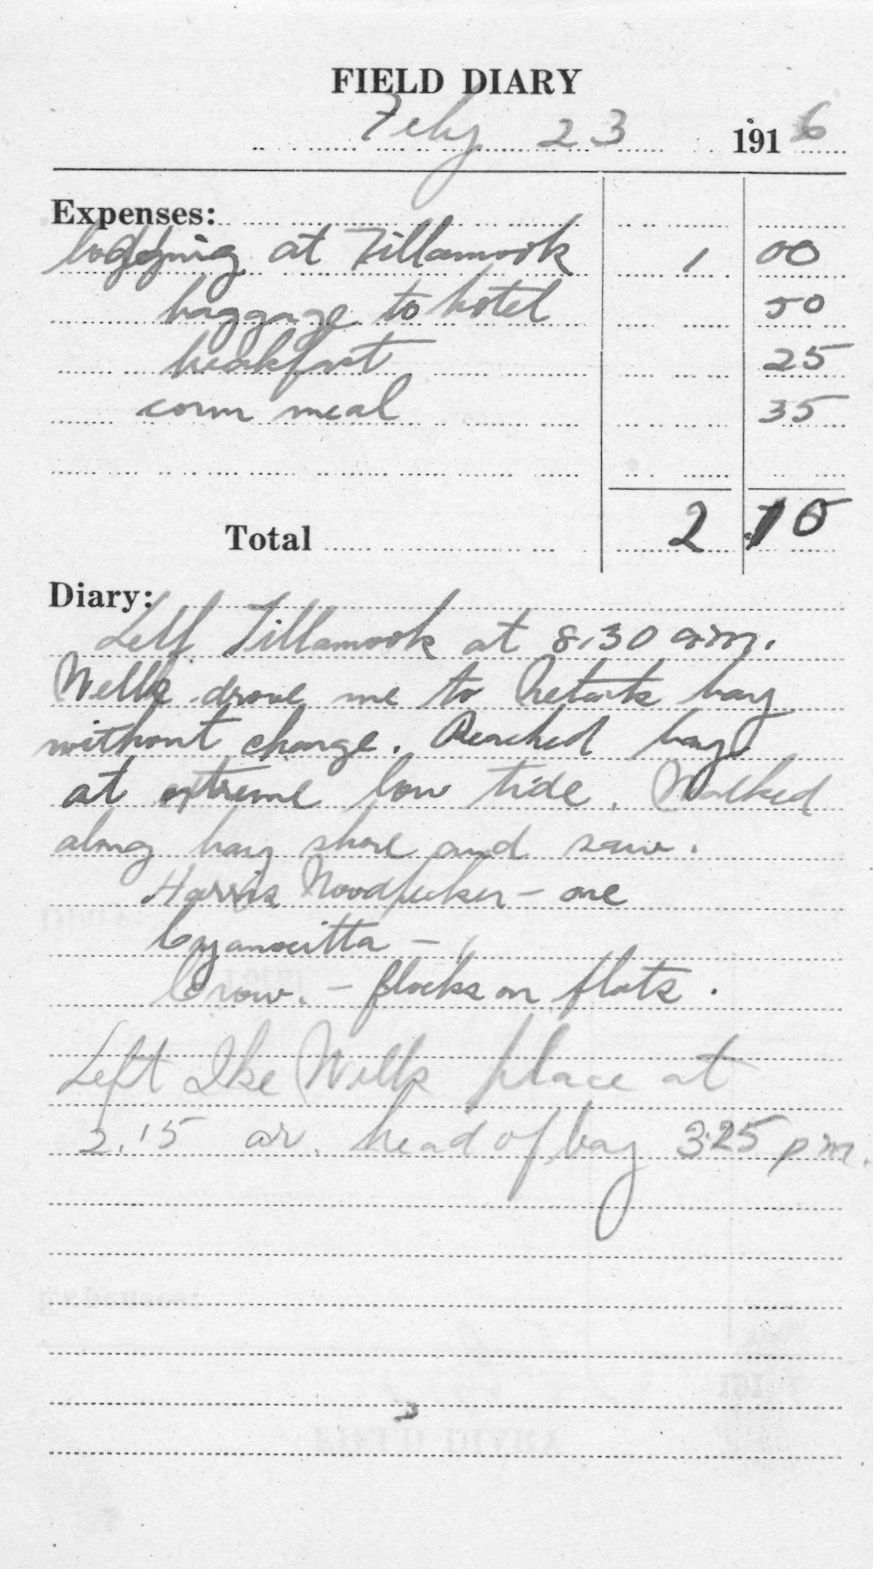 FIELD DIARY
Feby 23 1916
Expenses:
lodging at Tillamook 1 00
baggage to hotel 50
breakfast 25
corn meal 35
Total 2 10
Diary:
Left Tillamook at 8.30 a.m.
Wells drove me to Netarts bay
without charge. Reached bay
at extreme low tide. Walked
along bay shore and saw.
Harris Woodpecker - one
Cyanocitta - "
Crow. - flocks on flats.
Left Ike Wells place at
2.15 ar. head of bay 3.25 p m.